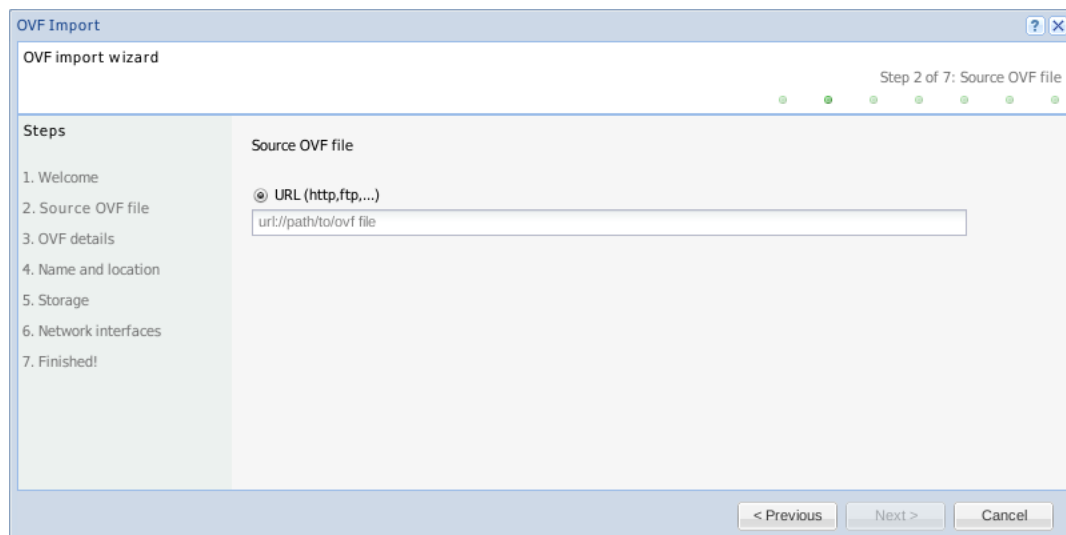 OVF Import
?
OVF import wizard
Step 2 of 7: Source OVF file
Steps
1. Welcome
2. Source OVF file
3. OVF details
4. Name and location
5. Storage
6. Network interfaces
7. Finished!
Source OVF file
URL (http,ftp,...)
url://path/to/ovf file
< Previous
Next >
Cancel